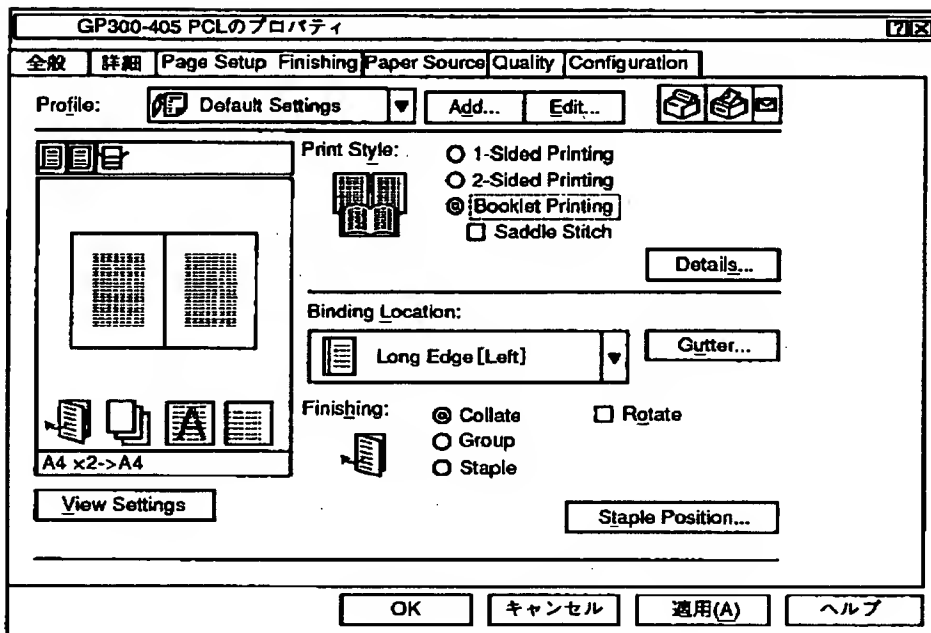 GP300-405 PCLのプロパティ
全般 詳細 Page Setup Finishing Paper Source Quality Configuration
Profile: Default Settings Add... Edit...
Print Style:
1-Sided Printing
2-Sided Printing
Booklet Printing
Saddle Stitch
Details...
Binding Location:
Long Edge [Left] Gutter...
Finishing:
Collate Rotate
Group
Staple
A
A4 x2->A4
View Settings
Staple Position...
OK キャンセル 適用(A) ヘルプ